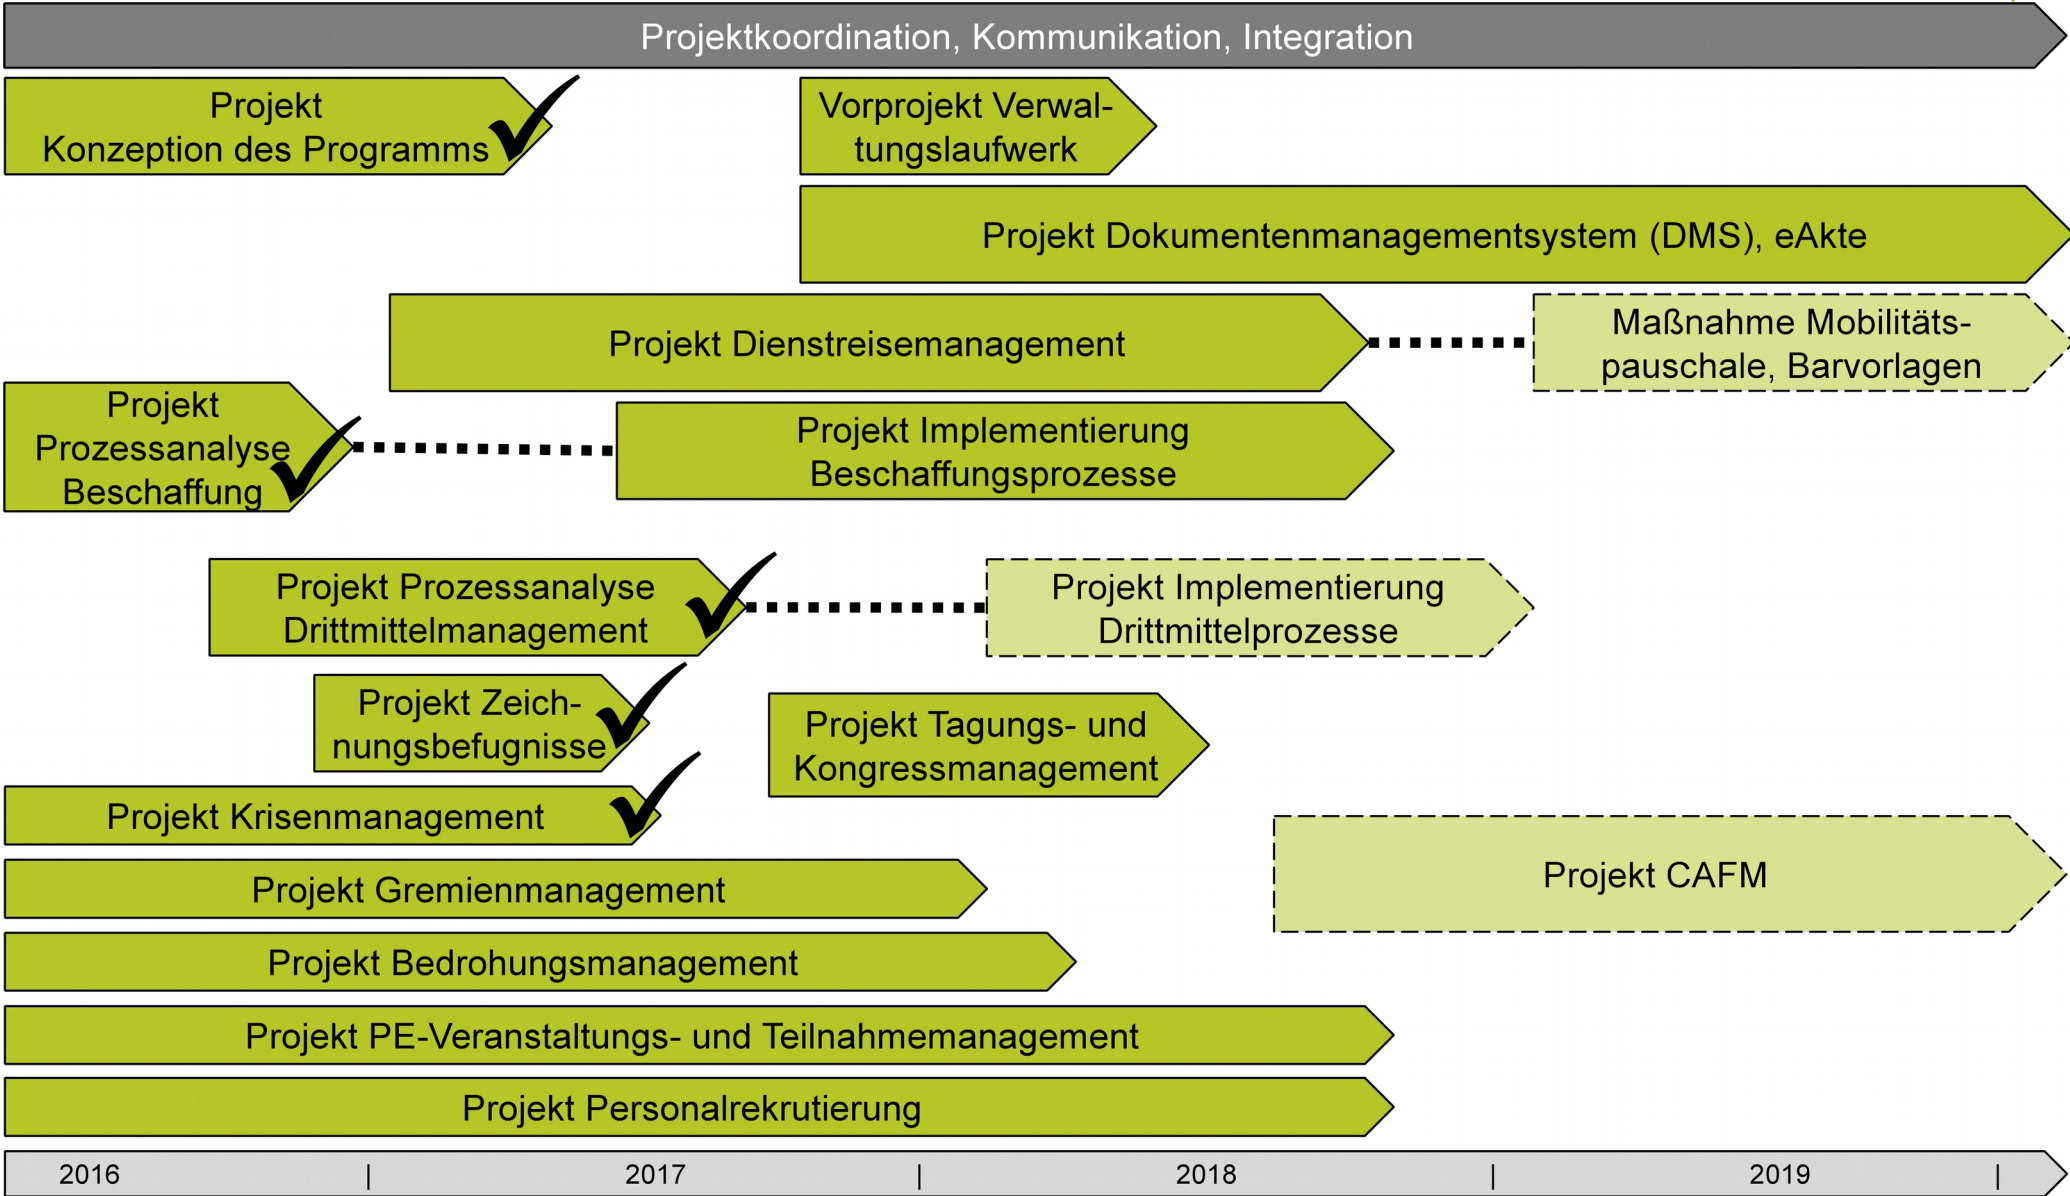 Projektkoordination, Kommunikation, Integration
Projekt
Konzeption des Programms
Vorprojekt Verwal-
tungslaufwerk
Projekt Dokumentenmanagementsystem (DMS), eAkte
Projekt Dienstreisemanagement
Maßnahme Mobilitäts-
pauschale, Barvorlagen
Projekt
Prozessanalyse
Beschaffung
Projekt Implementierung
Beschaffungsprozesse
Projekt Prozessanalyse
Drittmittelmanagement
Projekt Implementierung
Drittmittelprozesse
Projekt Zeich-
nungsbefugnisse
Projekt Tagungs- und
Kongressmanagement
Projekt Krisenmanagement
Projekt CAFM
Projekt Gremienmanagement
Projekt Bedrohungsmanagement
Projekt PE-Veranstaltungs- und Teilnahmemanagement
Projekt Personalrekrutierung
2016 | 2017 | 2018 | 2019 |